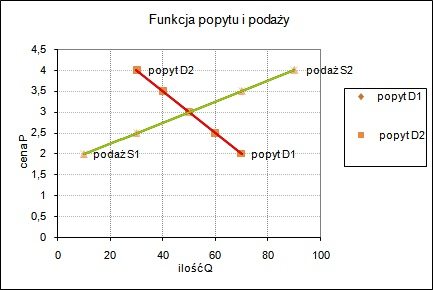 Funkcja popytu i podaży
4,5
4
3,5
3
2,5
2
1,5
1
0,5
0
cena P
popyt D2
podaż S2
podaż S1
popyt D1
0 20 40 60 80 100
ilość Q
popyt D1
popyt D2